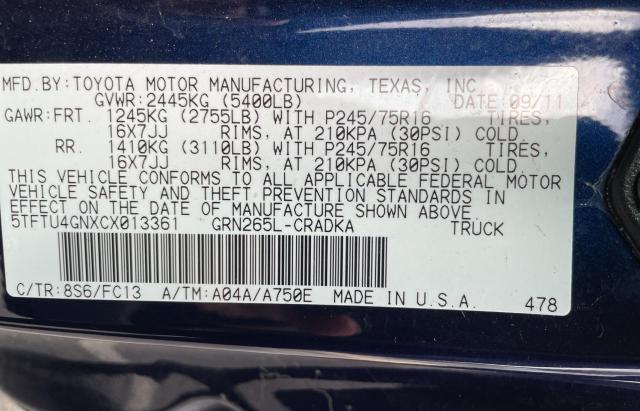 MFD.BY:TOYOTA MOTOR MANUFACTURING, TEXAS, INC
GVWR:2445KG (5400LB) DATE:09/11
GAWR:FRT. 1245KG (2755LB) WITH P245/75R16 TIRES,
16X7JJ RIMS, AT 210KPA (30PSI) COLD.
RR. 1410KG (3110LB) WITH P245/75R16 TIRES,
16X7JJ RIMS, AT 210KPA (30PSI) COLD.
THIS VEHICLE CONFORMS TO ALL APPLICABLE FEDERAL MOTOR
VEHICLE SAFETY AND THEFT PREVENTION STANDARDS IN
EFFECT ON THE DATE OF MANUFACTURE SHOWN ABOVE.
5TFTU4GNXCX013361 GRN265L-CRADKA TRUCK
C/TR:8S6/FC13 A/TM:A04A/A750E MADE IN U.S.A. 478